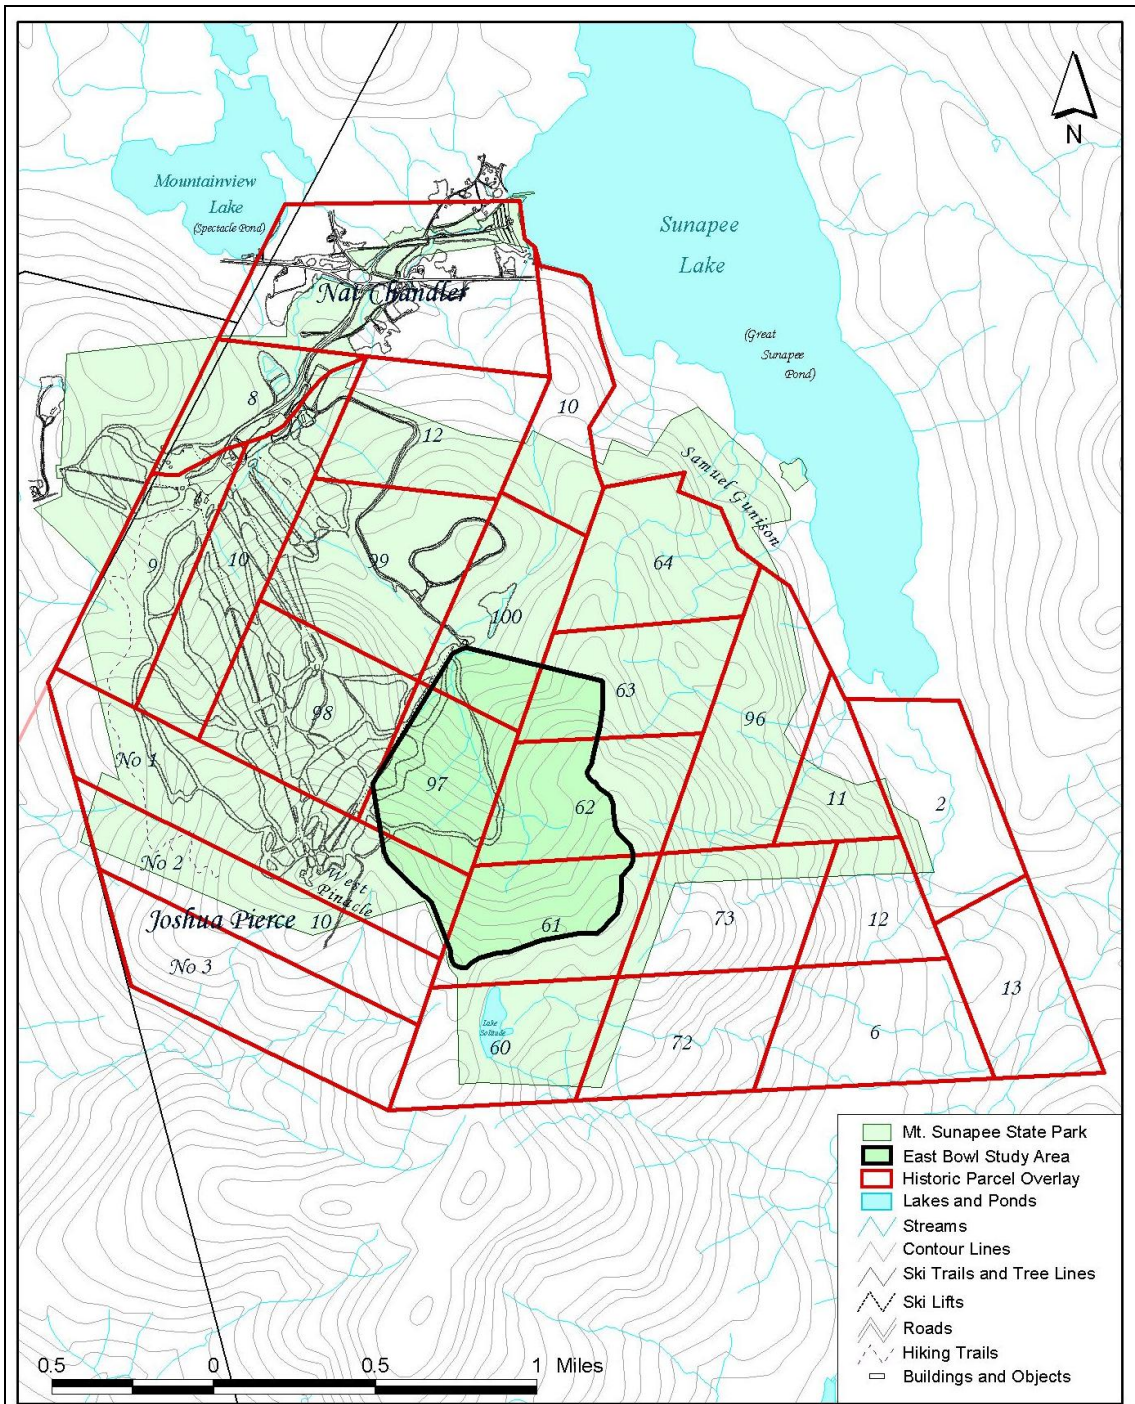 N
Mountainview
Lake
(Spectacle Pond)
Sunapee
Lake
Nat Chandler
(Great
Sunapee
Pond)
8
10
12
Samuel Gunison
9
10
99
64
100
63
98
96
No 1
97
62
11
2
No 2
West
Pinacle
Joshua Pierce
10
61
73
12
No 3
13
Lake
Solitude
60
72
6
Mt. Sunapee State Park
East Bowl Study Area
Historic Parcel Overlay
Lakes and Ponds
Streams
Contour Lines
Ski Trails and Tree Lines
Ski Lifts
Roads
Hiking Trails
Buildings and Objects
0.5 0 0.5 1 Miles